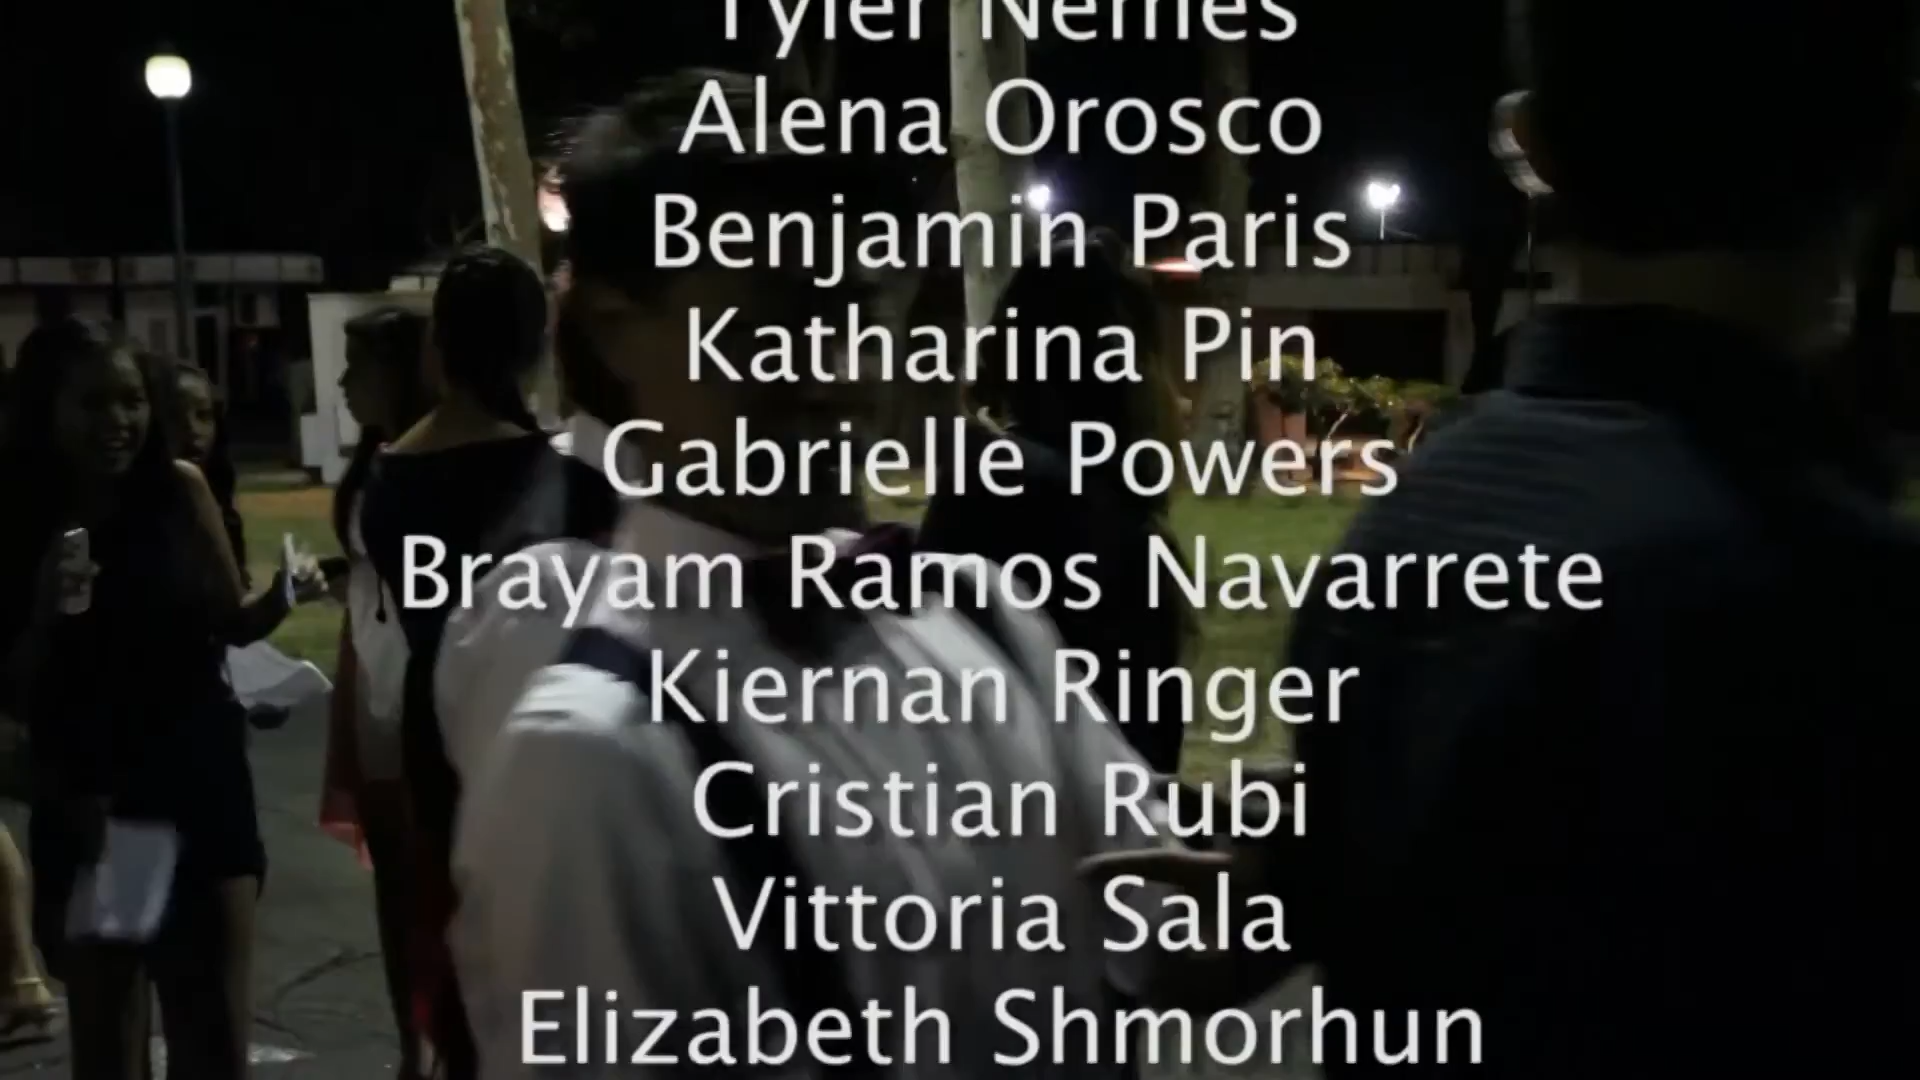 Tyler
Alena Orosco
Benjamin Paris
Katharina Pin
Gabrielle Powers
Brayam Ramos Navarrete
Kiernan Ringer
Cristian Rubi
Vittoria Sala
Elizabeth Shmorhun